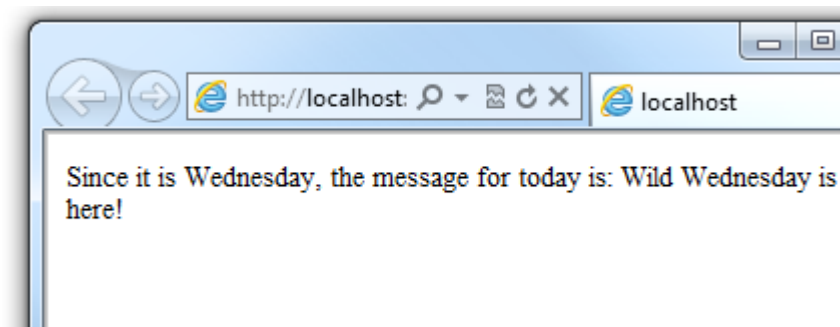 http://localhost:
localhost
Since it is Wednesday, the message for today is: Wild Wednesday is
here!